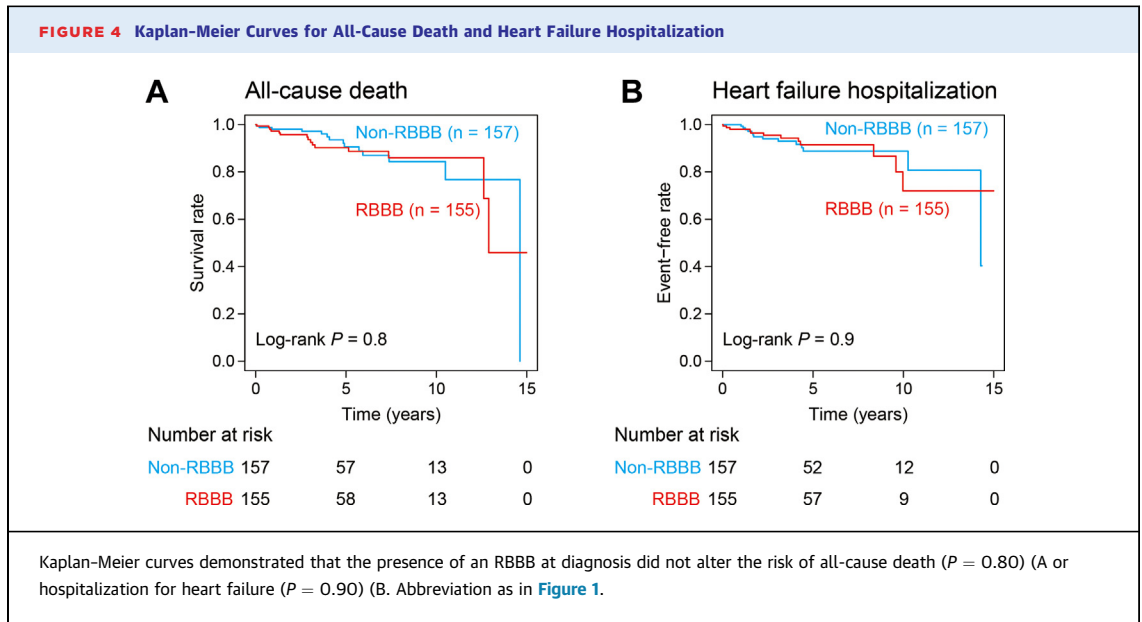 FIGURE 4 Kaplan-Meier Curves for All-Cause Death and Heart Failure Hospitalization
A All-cause death
1.0
0.8
0.6
0.4
0.2
0.0
Survival rate
Non-RBBB (n = 157)
RBBB (n = 155)
Log-rank P = 0.8
0 5 10 15
Time (years)
Number at risk
Non-RBBB 157 57 13 0
RBBB 155 58 13 0
B Heart failure hospitalization
1.0
0.8
0.6
0.4
0.2
0.0
Event-free rate
Non-RBBB (n = 157)
RBBB (n = 155)
Log-rank P = 0.9
0 5 10 15
Time (years)
Number at risk
Non-RBBB 157 52 12 0
RBBB 155 57 9 0
Kaplan-Meier curves demonstrated that the presence of an RBBB at diagnosis did not alter the risk of all-cause death (P = 0.80) (A or
hospitalization for heart failure (P = 0.90) (B. Abbreviation as in Figure 1.